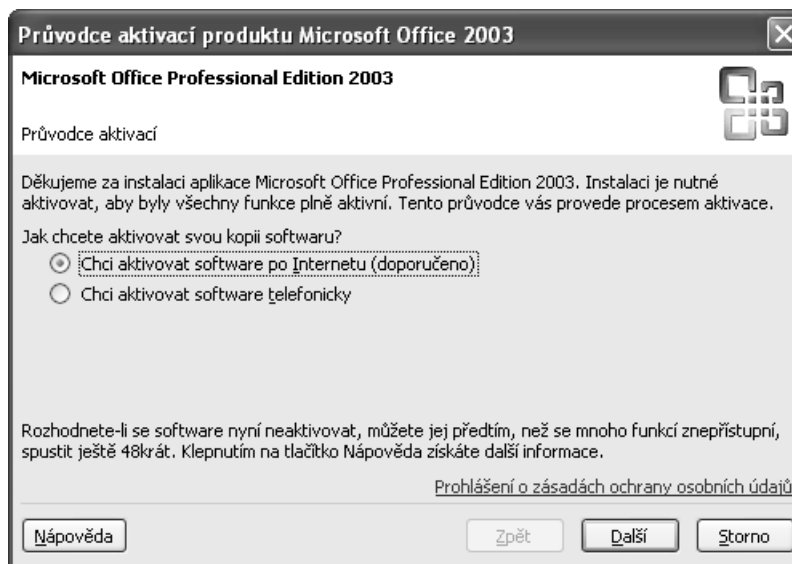 Průvodce aktivací produktu Microsoft Office 2003
Microsoft Office Professional Edition 2003
Průvodce aktivací
Děkujeme za instalaci aplikace Microsoft Office Professional Edition 2003. Instalaci je nutné
aktivovat, aby byly všechny funkce plně aktivní. Tento průvodce vás provede procesem aktivace.
Jak chcete aktivovat svou kopii softwaru?
Chci aktivovat software po Internetu (doporučeno)
Chci aktivovat software telefonicky
Rozhodnete-li se software nyní neaktivovat, můžete jej předtím, než se mnoho funkcí znepřístupní,
spustit ještě 48krát. Klepnutím na tlačítko Nápověda získáte další informace.
Prohlášení o zásadách ochrany osobních údajů
Nápověda Zpět Další Storno